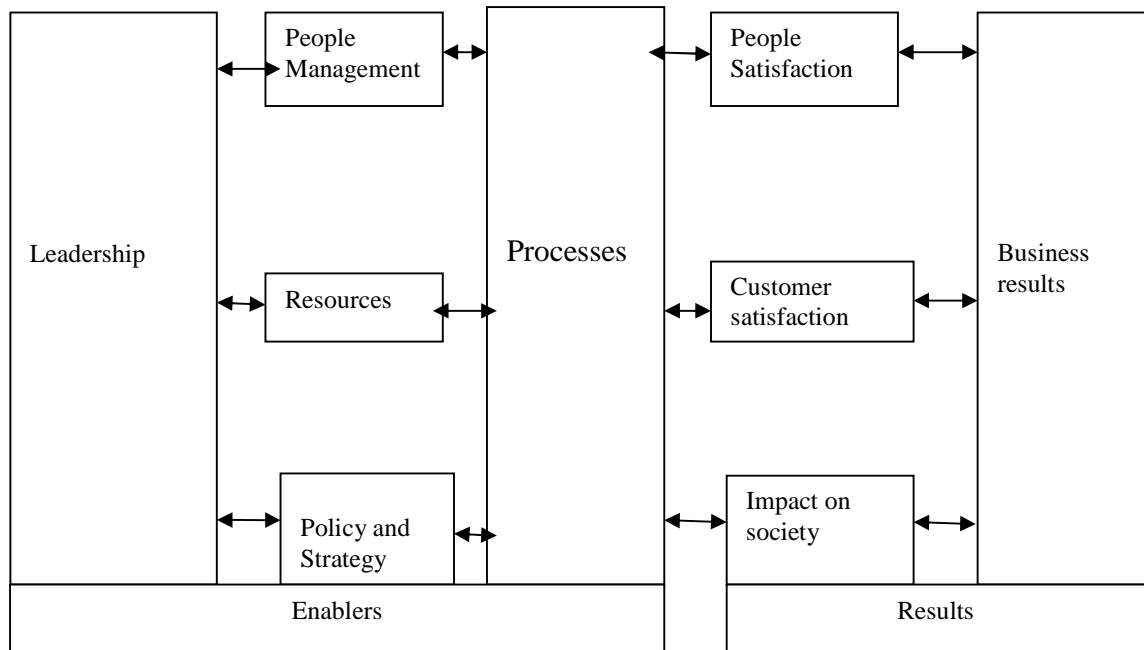 People
Management
People
Satisfaction
Leadership
Processes
Business
results
Resources
Customer
satisfaction
Policy and
Strategy
Impact on
society
Enablers
Results